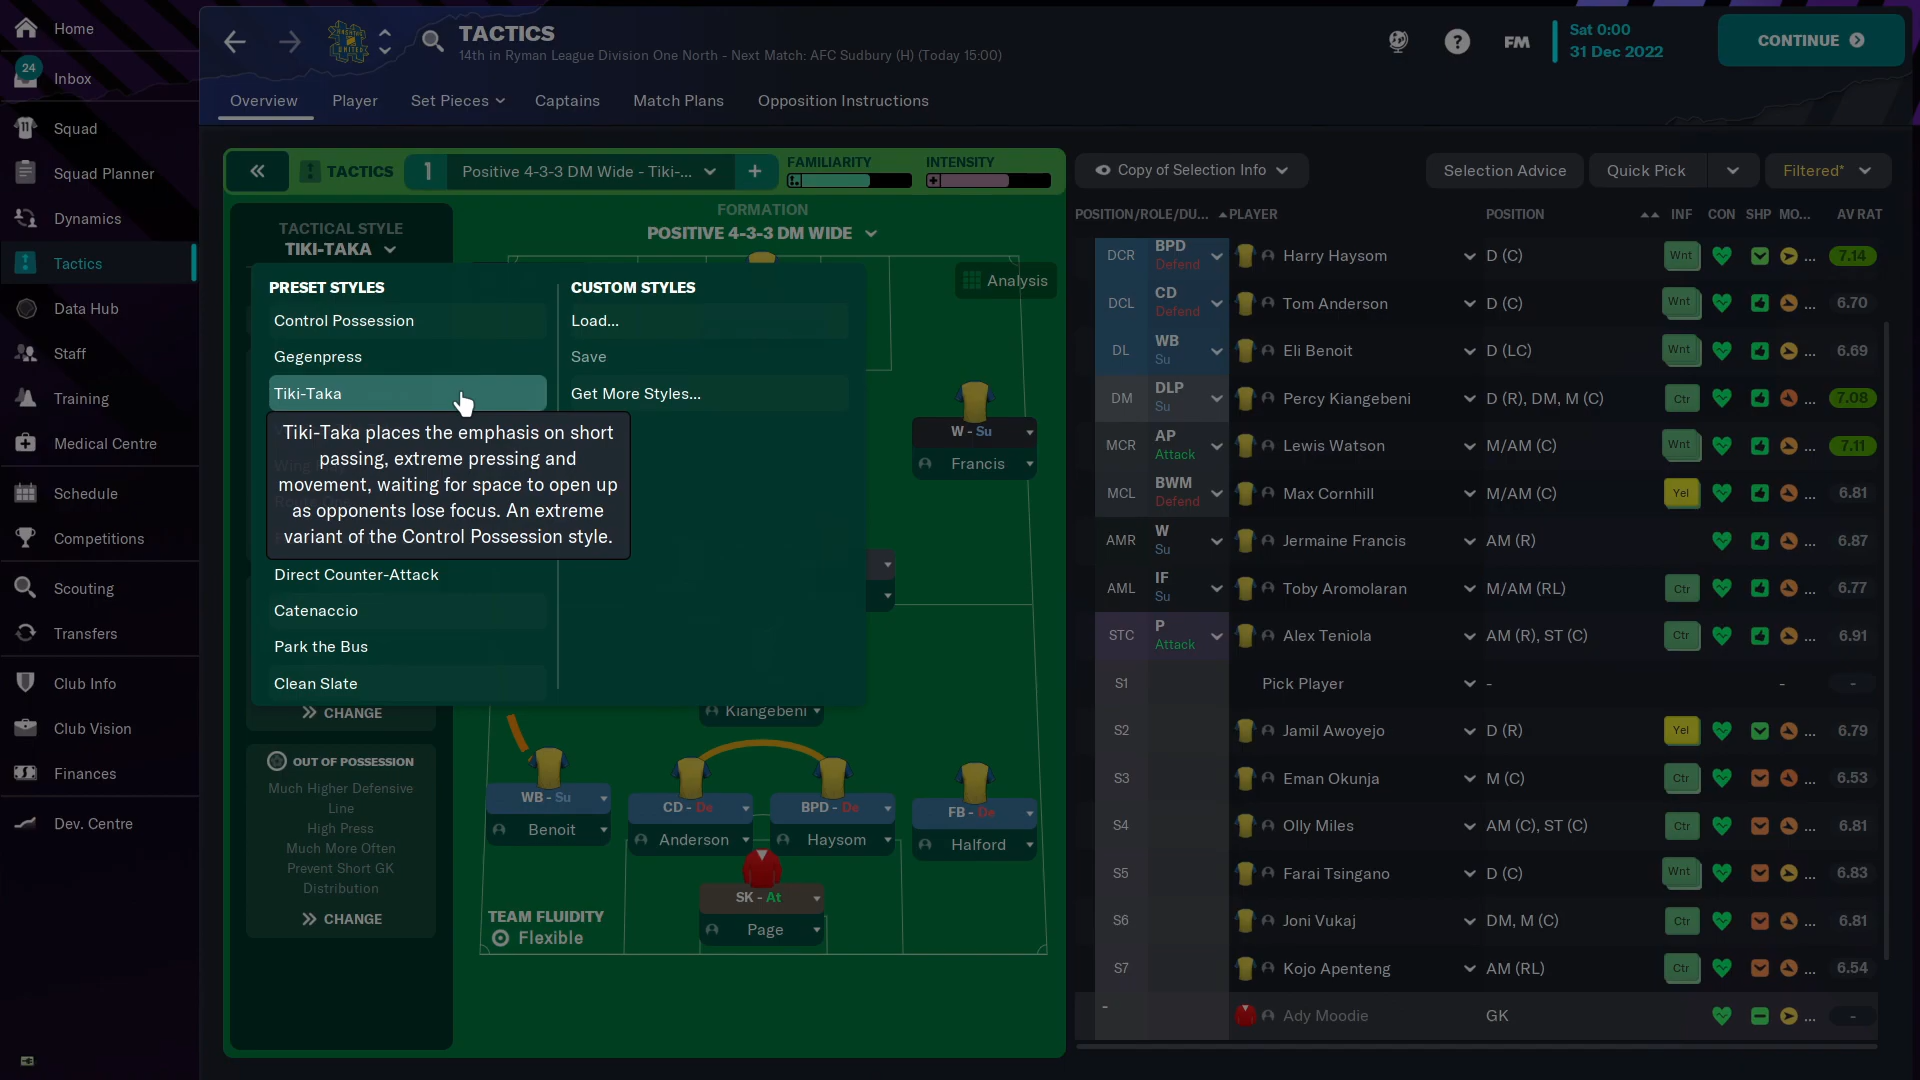 Home
24
Inbox
Squad
Squad Planner
Dynamics
Tactics
Data Hub
Staff
Training
Medical Centre
Schedule
Competitions
Scouting
Transfers
Club Info
Club Vision
Finances
Dev. Centre
TACTICS
14th in Ryman League Division One North - Next Match: AFC Sudbury (H) (Today 15:00)
FM
Sat 0:00
31 Dec 2022
CONTINUE
Overview
Player
Set Pieces
Captains
Match Plans
Opposition Instructions
TACTICS
1
Positive 4-3-3 DM Wide - Tiki-...
FAMILIARITY
INTENSITY
TACTICAL STYLE
TIKI-TAKA
FORMATION
POSITIVE 4-3-3 DM WIDE
Analysis
PRESET STYLES
Control Possession
Gegenpress
Tiki-Taka
Tiki-Taka places the emphasis on short
passing, extreme pressing and
movement, waiting for space to open up
as opponents lose focus. An extreme
variant of the Control Possession style.
Direct Counter-Attack
Catenaccio
Park the Bus
Clean Slate
CUSTOM STYLES
Load...
Save
Get More Styles...
CHANGE
OUT OF POSSESSION
Much Higher Defensive
Line
High Press
Much More Often
Prevent Short GK
Distribution
CHANGE
W - Su
Francis
Kiangebeni
WB - Su
Benoit
CD - De
Anderson
BPD - De
Haysom
FB - De
Halford
SK - At
Page
TEAM FLUIDITY
Flexible
Copy of Selection Info
Selection Advice
Quick Pick
Filtered*
POSITION/ROLE/DU... PLAYER POSITION INF CON SHP MO... AV RAT
DCR BPD Defend Harry Haysom D (C) Wnt ... 7.14
DCL CD Defend Tom Anderson D (C) Wnt ... 6.70
DL WB Su Eli Benoit D (LC) Wnt ... 6.69
DM DLP Su Percy Kiangebeni D (R), DM, M (C) Ctr ... 7.08
MCR AP Attack Lewis Watson M/AM (C) Wnt ... 7.11
MCL BWM Defend Max Cornhill M/AM (C) Yel ... 6.81
AMR W Su Jermaine Francis AM (R) ... 6.87
AML IF Su Toby Aromolaran M/AM (RL) Ctr ... 6.77
STC P Attack Alex Teniola AM (R), ST (C) Ctr ... 6.91
S1 Pick Player - - -
S2 Jamil Awoyejo D (R) Yel ... 6.79
S3 Eman Okunja M (C) Ctr ... 6.53
S4 Olly Miles AM (C), ST (C) Ctr ... 6.81
S5 Farai Tsingano D (C) Wnt ... 6.83
S6 Joni Vukaj DM, M (C) Ctr ... 6.81
S7 Kojo Apenteng AM (RL) Ctr ... 6.54
- Ady Moodie GK ... -